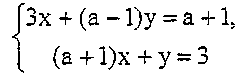 3x + (a − 1)y = a + 1,
(a + 1)x + y = 3